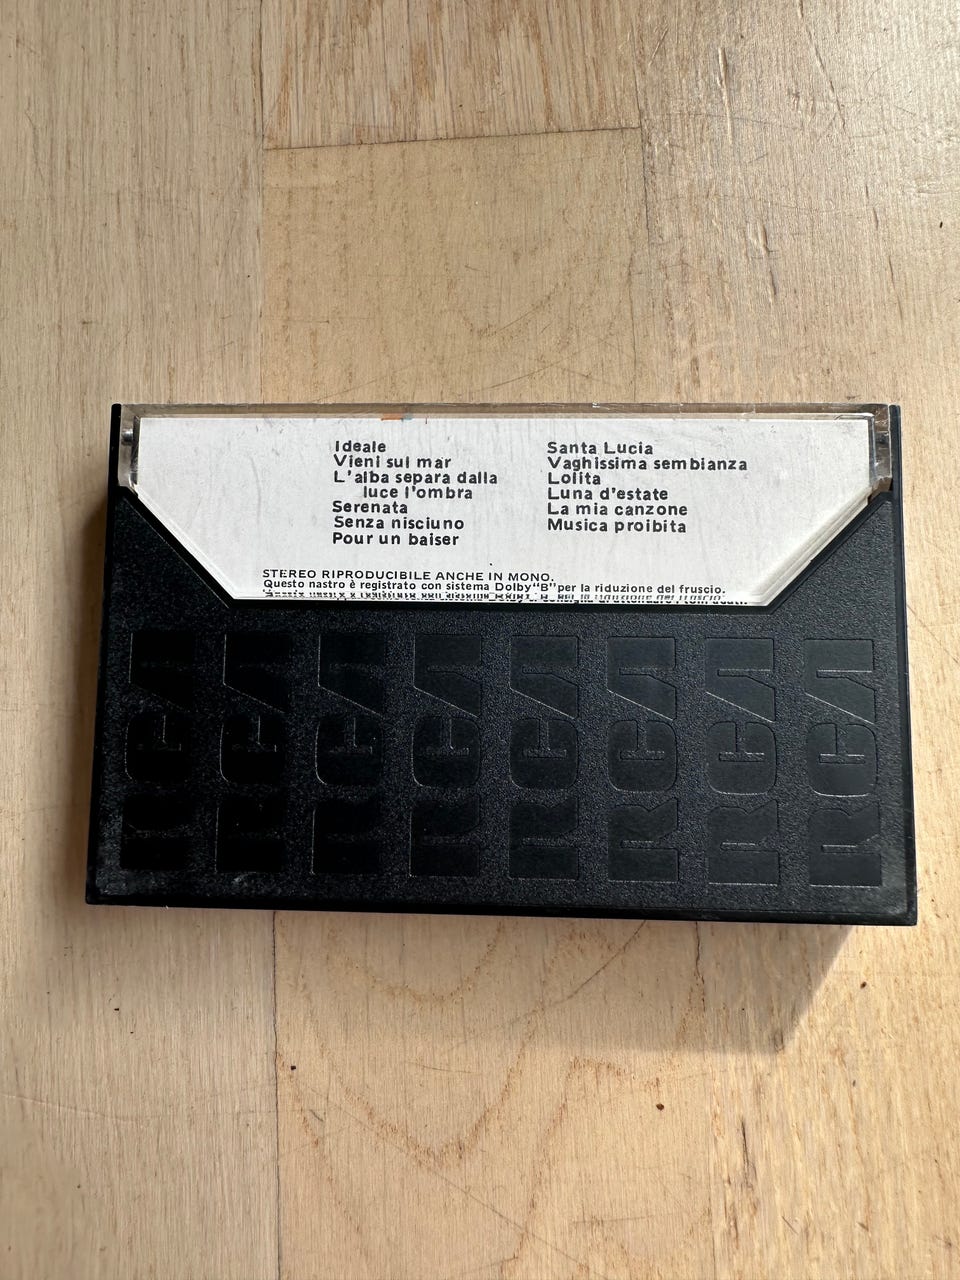 Ideale
Vieni sul mar
L'alba separa dalla
luce l'ombra
Serenata
Senza nisciuno
Pour un baiser
Santa Lucia
Vaghissima sembianza
Lolita
Luna d'estate
La mia canzone
Musica proibita
STEREO RIPRODUCIBILE ANCHE IN MONO.
Questo nastro è registrato con sistema Dolby"B"per la riduzione del fruscio.
RCA
RCA
RCA
RCA
RCA
RCA
RCA
RCA